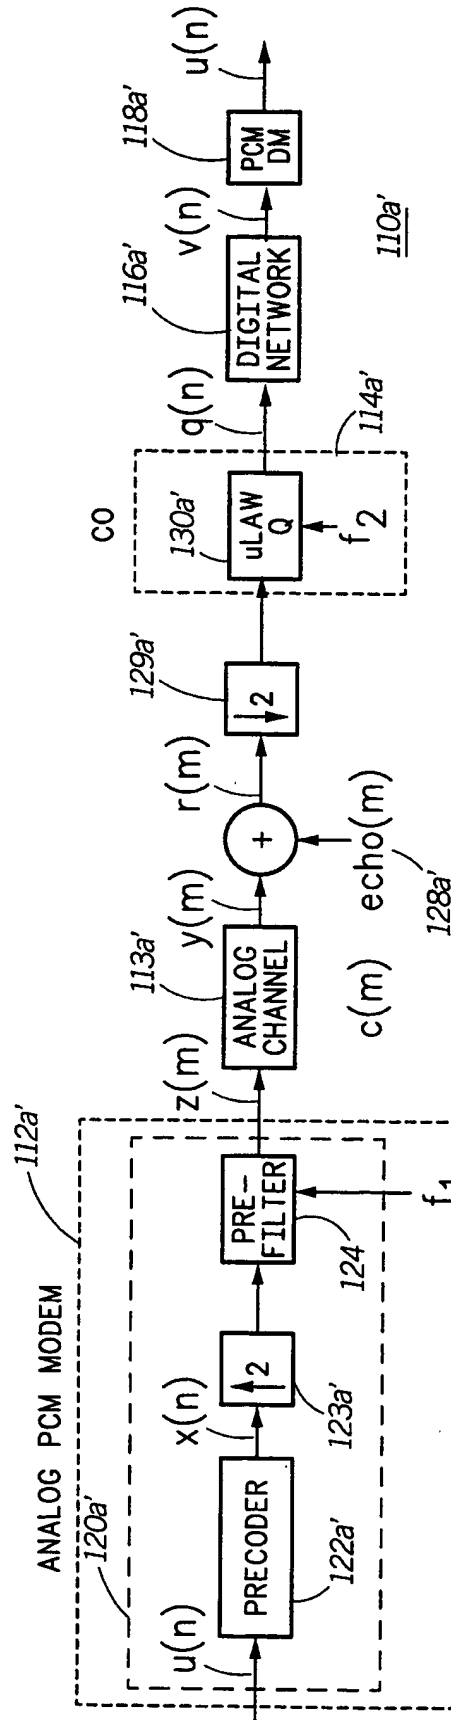 ANALOG PCM MODEM
112a'
120a'
u(n)
PRECODER
122a'
x(n)
↑2
123a'
PRE-
FILTER
124
f1
z(m)
113a'
ANALOG
CHANNEL
c(m)
y(m)
+
echo(m)
128a'
r(m)
↓2
129a'
CO
130a'
uLAW
Q
f2
114a'
q(n)
116a'
DIGITAL
NETWORK
v(n)
118a'
PCM
DM
u(n)
110a'